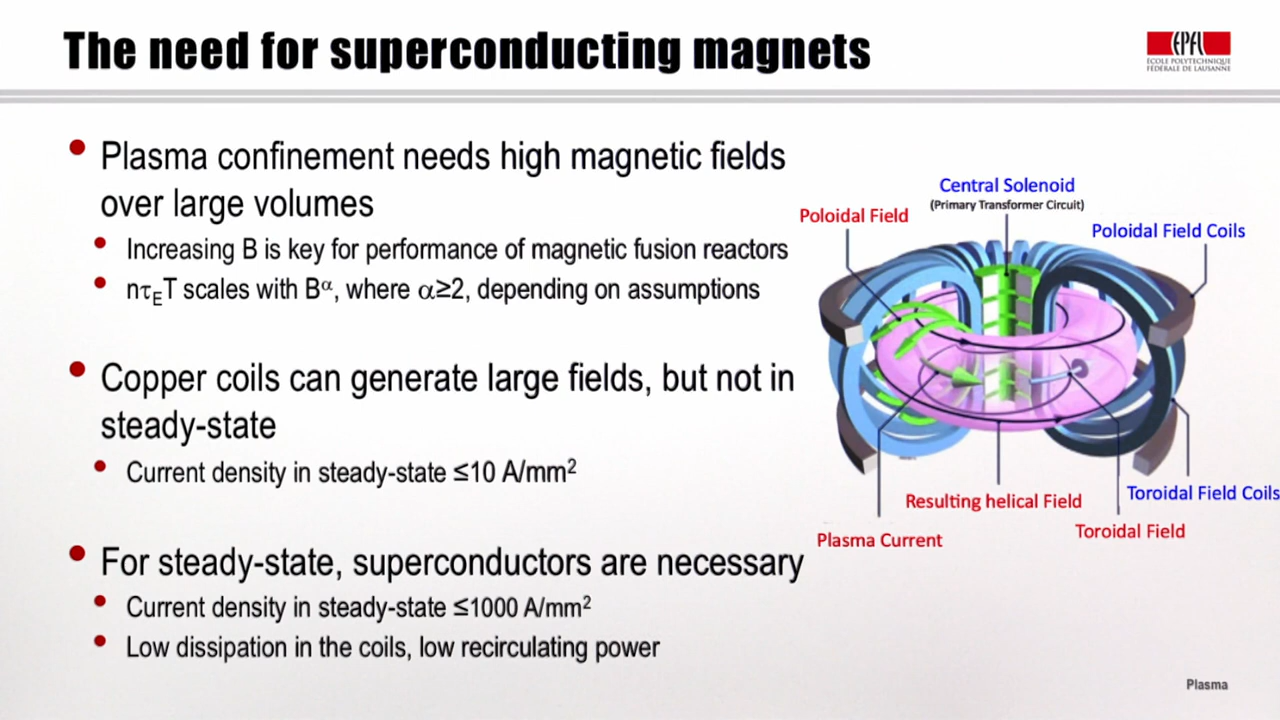 The need for superconducting magnets
EPFL
ÉCOLE POLYTECHNIQUE
FÉDÉRALE DE LAUSANNE
• Plasma confinement needs high magnetic fields
over large volumes
• Increasing B is key for performance of magnetic fusion reactors
• nτ_ET scales with B^α, where α≥2, depending on assumptions
• Copper coils can generate large fields, but not in
steady-state
• Current density in steady-state ≤10 A/mm²
• For steady-state, superconductors are necessary
• Current density in steady-state ≤1000 A/mm²
• Low dissipation in the coils, low recirculating power
Central Solenoid
(Primary Transformer Circuit)
Poloidal Field
Poloidal Field Coils
Resulting helical Field
Toroidal Field Coils
Plasma Current
Toroidal Field
Plasma